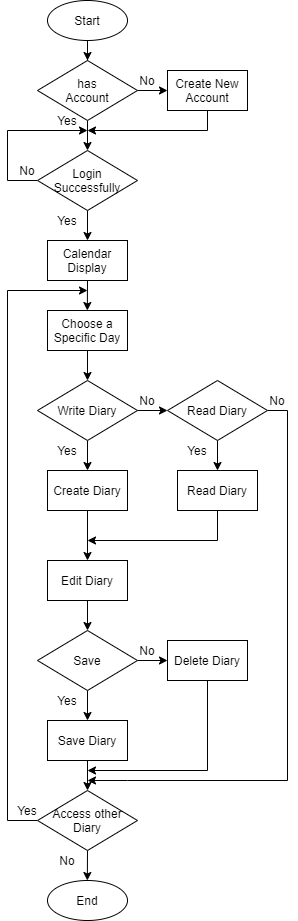 Start
has
Account
No
Create New
Account
Yes
No
Login
Successfully
Yes
Calendar
Display
Choose a
Specific Day
Write Diary
No
Read Diary
No
Yes
Yes
Create Diary
Read Diary
Edit Diary
Save
No
Delete Diary
Yes
Save Diary
Yes
Access other
Diary
No
End